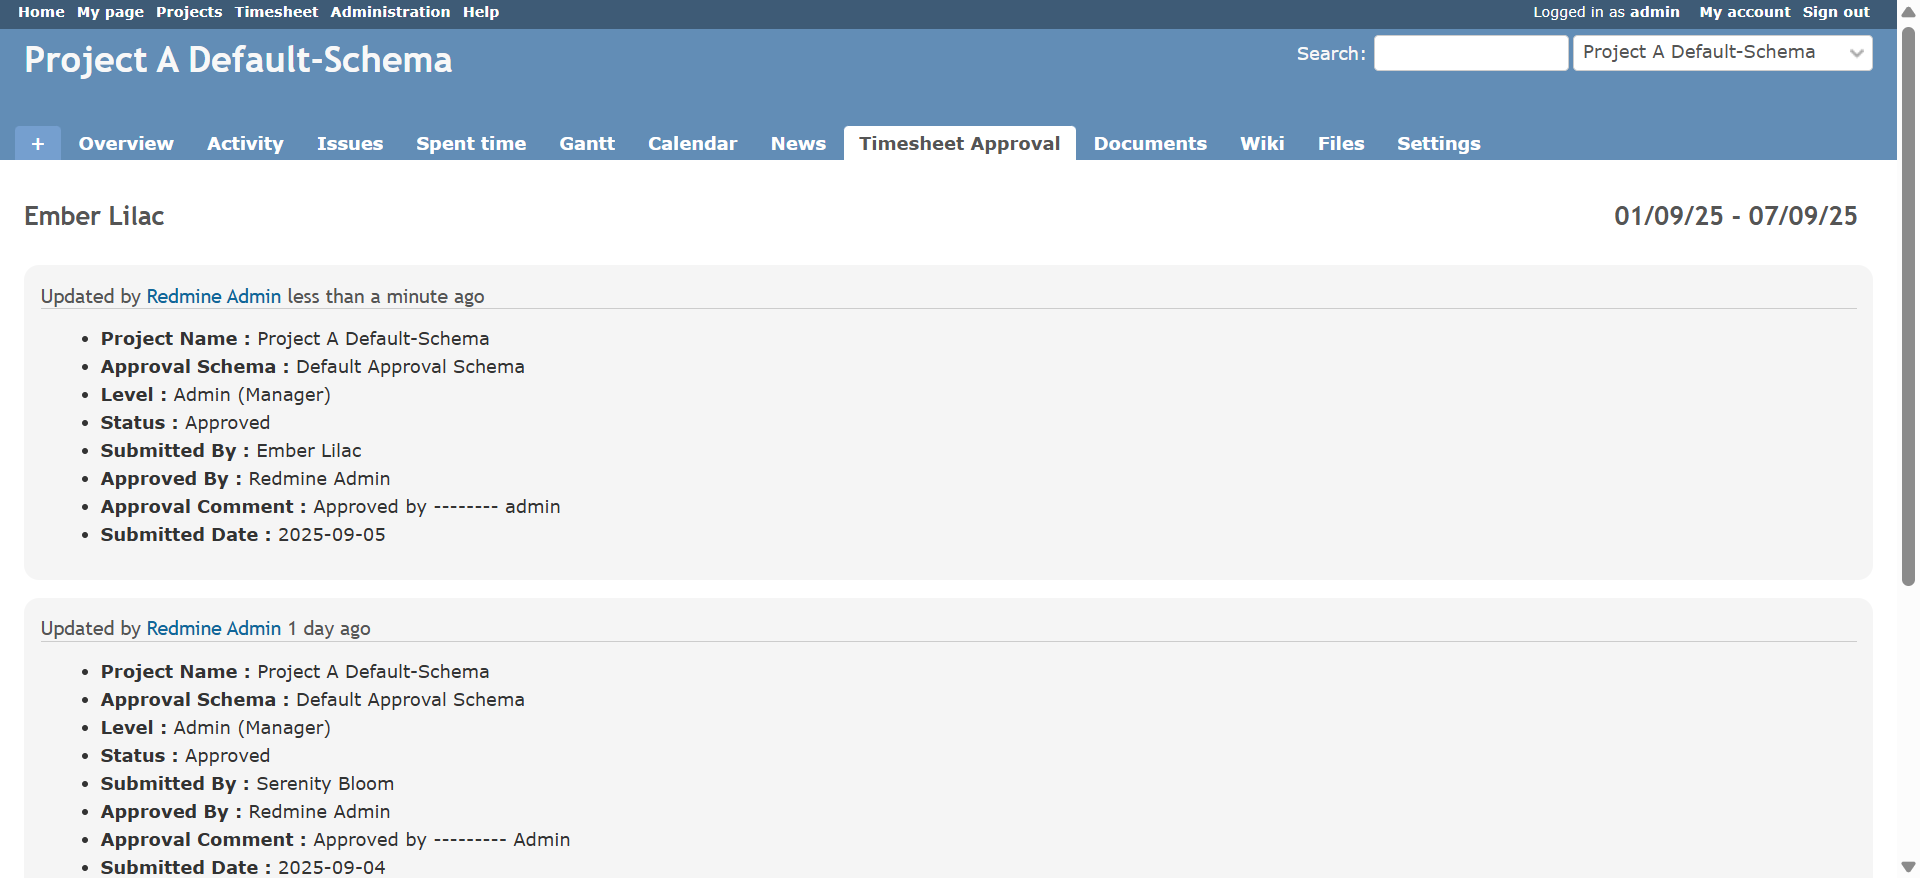 Home My page Projects Timesheet Administration Help Logged in as admin My account Sign out
Project A Default-Schema Search: Project A Default-Schema
+ Overview Activity Issues Spent time Gantt Calendar News Timesheet Approval Documents Wiki Files Settings
Ember Lilac 01/09/25 - 07/09/25
Updated by Redmine Admin less than a minute ago
• Project Name : Project A Default-Schema
• Approval Schema : Default Approval Schema
• Level : Admin (Manager)
• Status : Approved
• Submitted By : Ember Lilac
• Approved By : Redmine Admin
• Approval Comment : Approved by -------- admin
• Submitted Date : 2025-09-05
Updated by Redmine Admin 1 day ago
• Project Name : Project A Default-Schema
• Approval Schema : Default Approval Schema
• Level : Admin (Manager)
• Status : Approved
• Submitted By : Serenity Bloom
• Approved By : Redmine Admin
• Approval Comment : Approved by --------- Admin
• Submitted Date : 2025-09-04